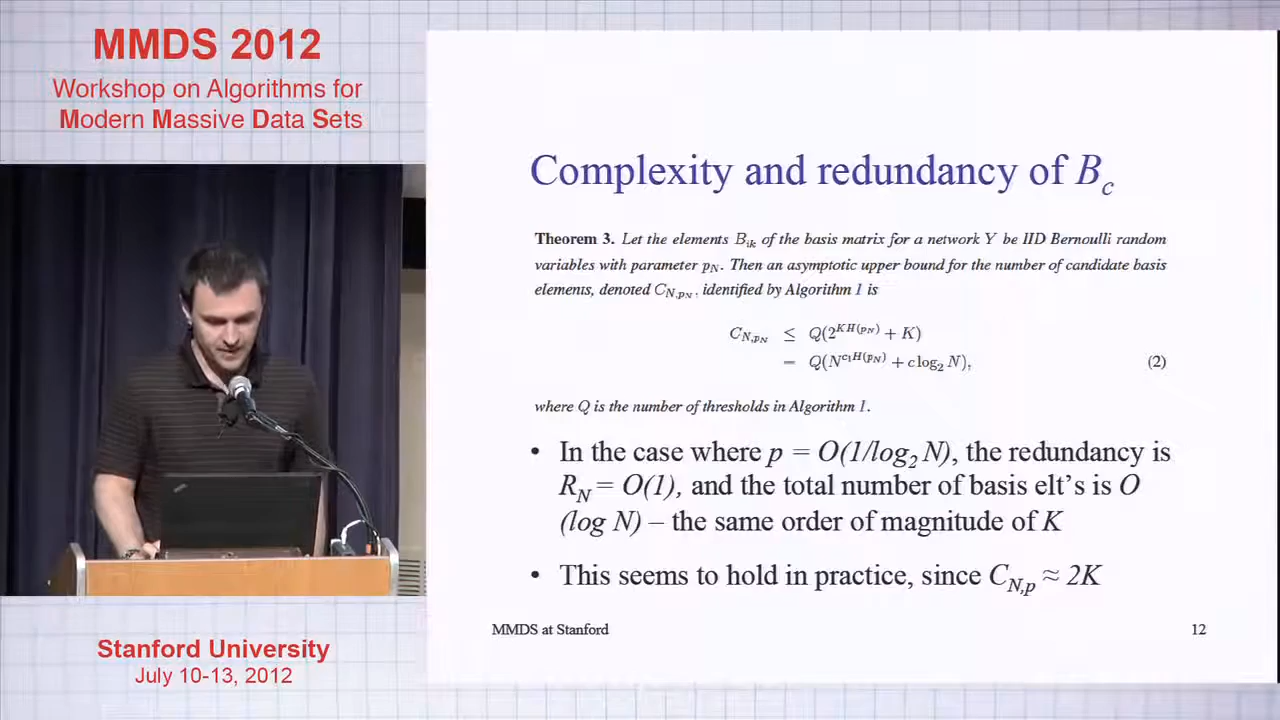 MMDS 2012
Workshop on Algorithms for
Modern Massive Data Sets
Complexity and redundancy of B_c
Theorem 3. Let the elements B_ik of the basis matrix for a network Y be IID Bernoulli random
variables with parameter p_N. Then an asymptotic upper bound for the number of candidate basis
elements, denoted C_{N,p_N}, identified by Algorithm 1 is
C_{N,p_N} ≤ Q(2^{KH(p_N)} + K)
= Q(N^{c_1H(p_N)} + c log_2 N), (2)
where Q is the number of thresholds in Algorithm 1.
• In the case where p = O(1/log_2 N), the redundancy is
R_N = O(1), and the total number of basis elt's is O
(log N) – the same order of magnitude of K
• This seems to hold in practice, since C_{N,p} ≈ 2K
MMDS at Stanford 12
Stanford University
July 10-13, 2012